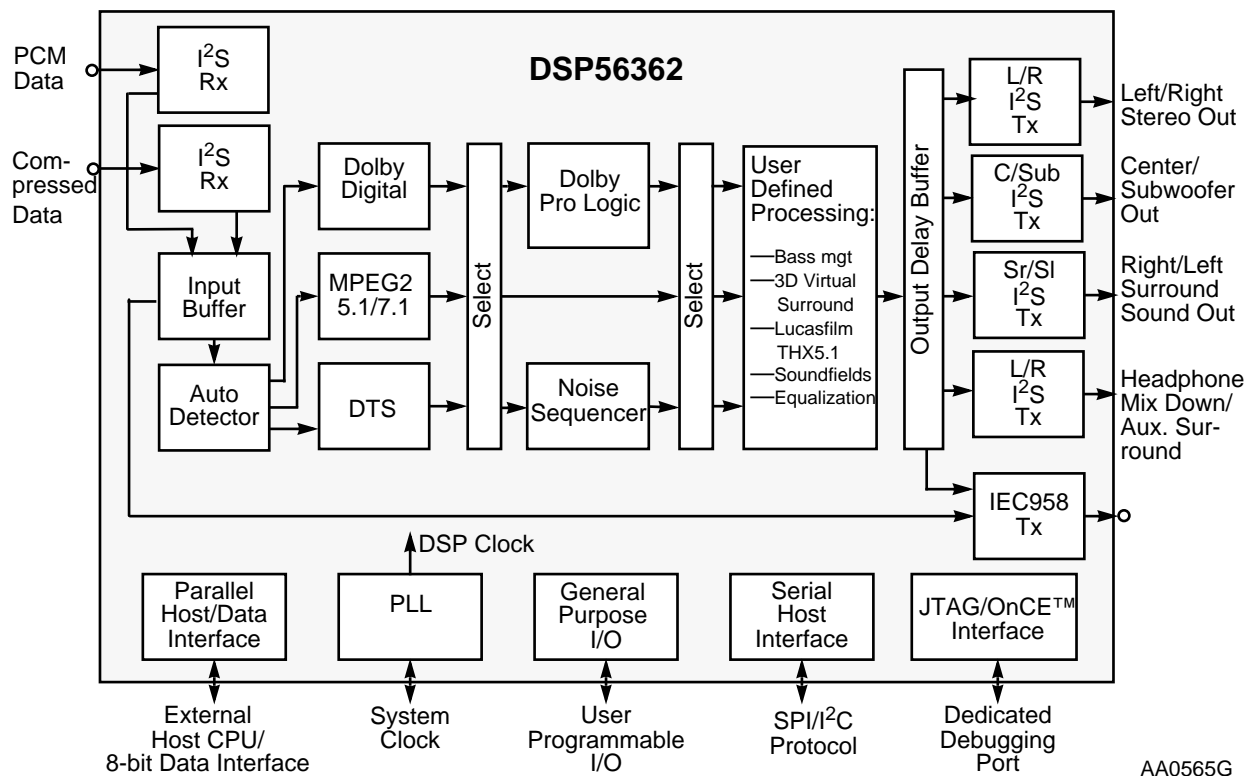 DSP56362
PCM
Data
I²S
Rx
Com-
pressed
Data
I²S
Rx
Input
Buffer
Auto
Detector
Dolby
Digital
MPEG2
5.1/7.1
DTS
Select
Dolby
Pro Logic
Noise
Sequencer
Select
User
Defined
Processing:
—Bass mgt
—3D Virtual
Surround
—Lucasfilm
THX5.1
—Soundfields
—Equalization
Output Delay Buffer
L/R
I²S
Tx
Left/Right
Stereo Out
C/Sub
I²S
Tx
Center/
Subwoofer
Out
Sr/Sl
I²S
Tx
Right/Left
Surround
Sound Out
L/R
I²S
Tx
Headphone
Mix Down/
Aux. Sur-
round
IEC958
Tx
DSP Clock
Parallel
Host/Data
Interface
PLL
General
Purpose
I/O
Serial
Host
Interface
JTAG/OnCE™
Interface
External
Host CPU/
8-bit Data Interface
System
Clock
User
Programmable
I/O
SPI/I²C
Protocol
Dedicated
Debugging
Port
AA0565G